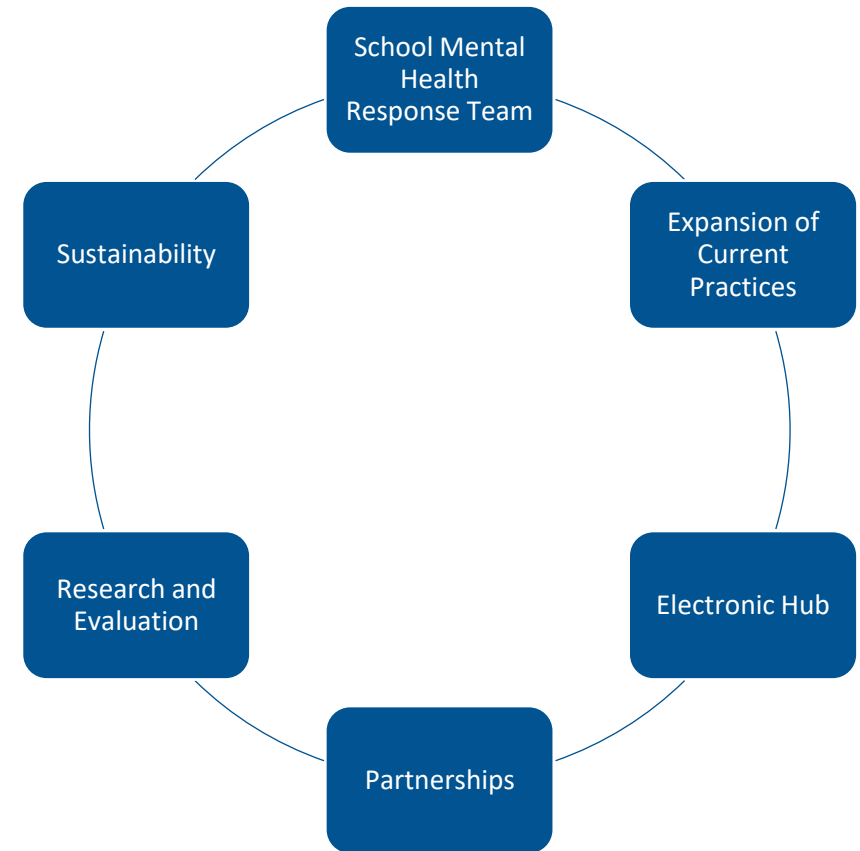 School Mental
Health
Response Team
Expansion of
Current
Practices
Electronic Hub
Partnerships
Research and
Evaluation
Sustainability